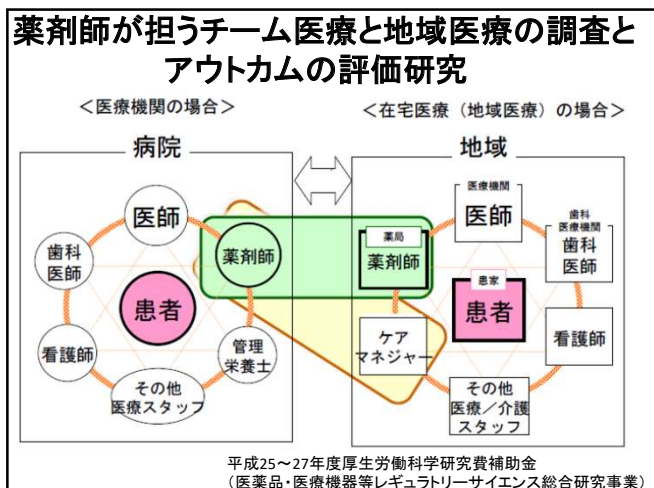 薬剤師が担うチーム医療と地域医療の調査と
アウトカムの評価研究
＜医療機関の場合＞
＜在宅医療（地域医療）の場合＞
病院
医師
歯科
医師
薬剤師
患者
看護師
管理
栄養士
その他
医療スタッフ
地域
医療機関
医師
歯科
医療機関
歯科
医師
薬局
薬剤師
患家
患者
ケア
マネジャー
看護師
その他
医療／介護
スタッフ
平成25～27年度厚生労働科学研究費補助金
（医薬品・医療機器等レギュラトリーサイエンス総合研究事業）